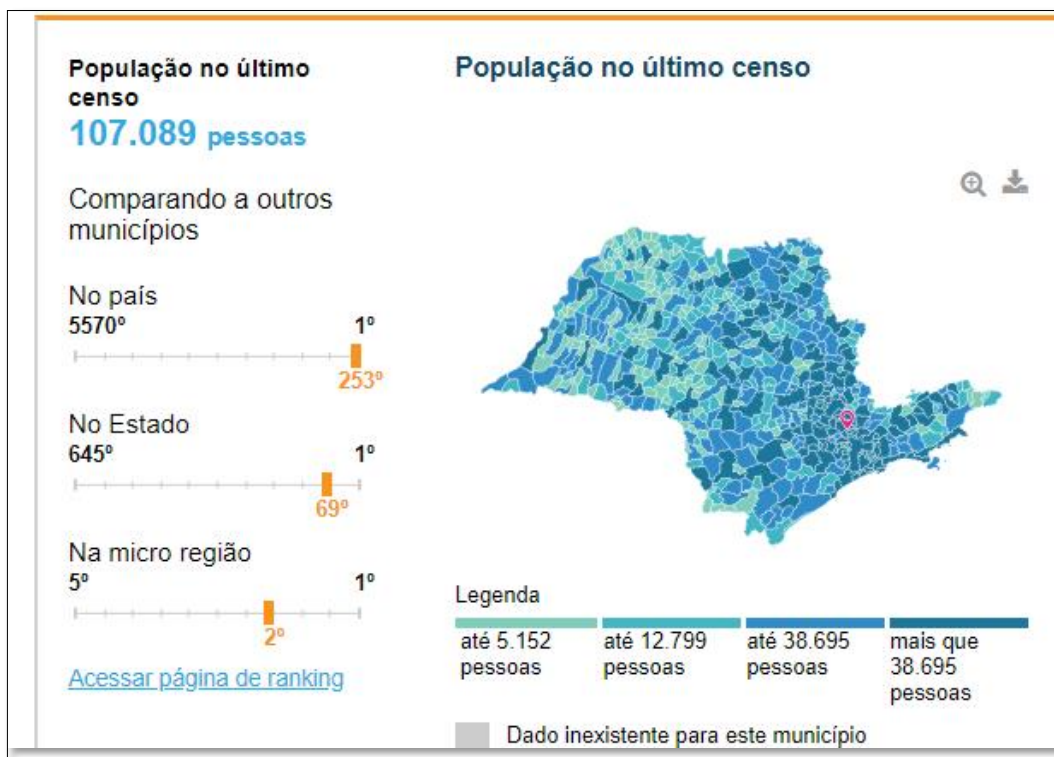 População no último
censo
107.089 pessoas
Comparando a outros
municípios
No país
5570º 1º
253º
No Estado
645º 1º
69º
Na micro região
5º 1º
2º
Acessar página de ranking
População no último censo
Legenda
até 5.152
pessoas
até 12.799
pessoas
até 38.695
pessoas
mais que
38.695
pessoas
Dado inexistente para este município